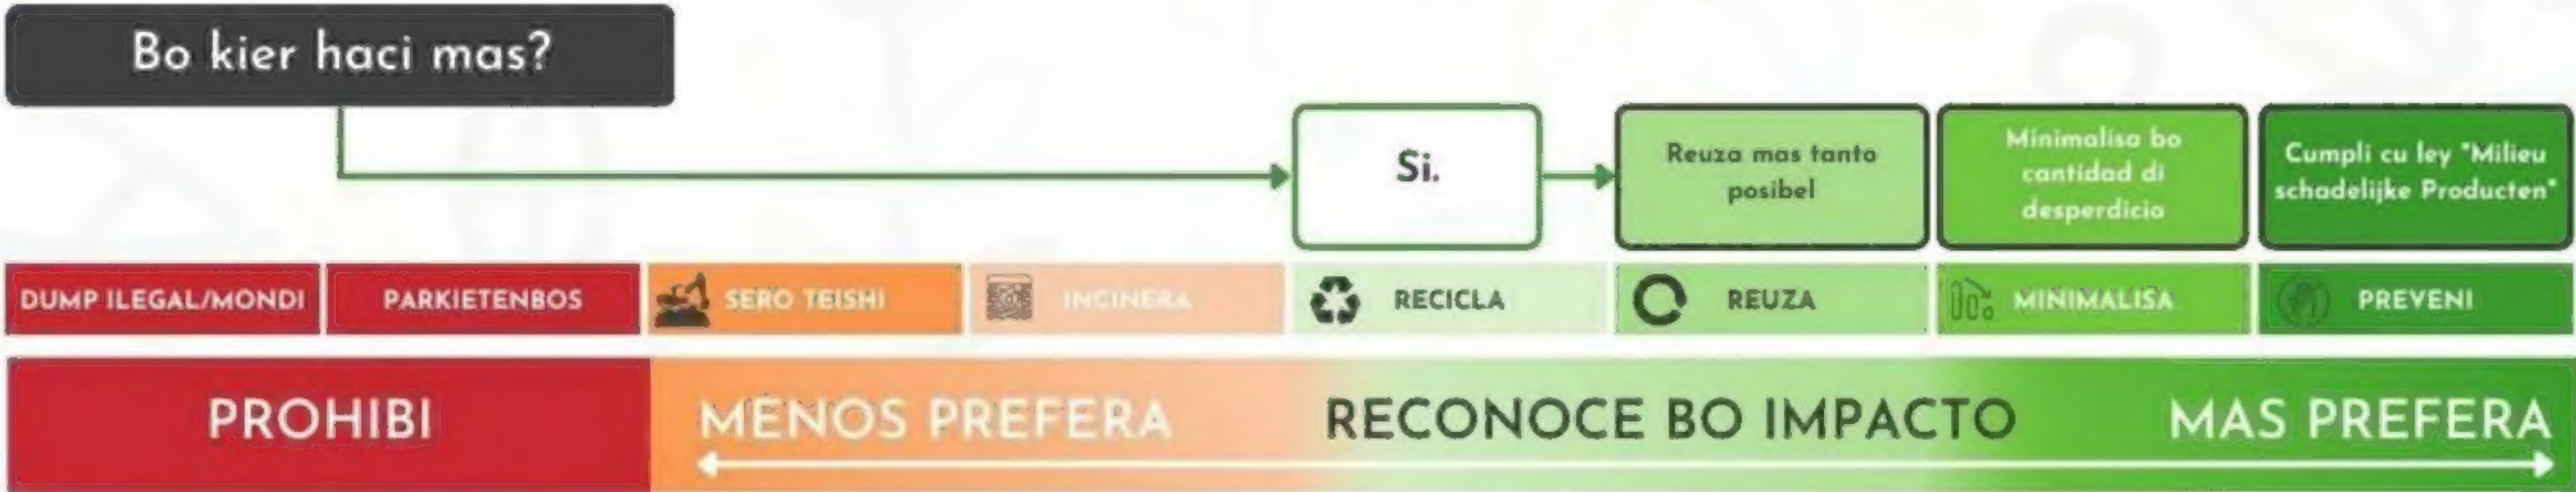 Bo kier haci mas?
Si.
Reuza mas tanto
posibel
Minimalisa bo
cantidad di
desperdicio
Cumpli cu ley "Milieu
schadelijke Producten"
DUMP ILEGAL/MONDI
PARKIETENBOS
SERO TEISHI
INCINERA
RECICLA
REUZA
MINIMALISA
PREVENI
PROHIBI
MENOS PREFERA
RECONOCE BO IMPACTO
MAS PREFERA